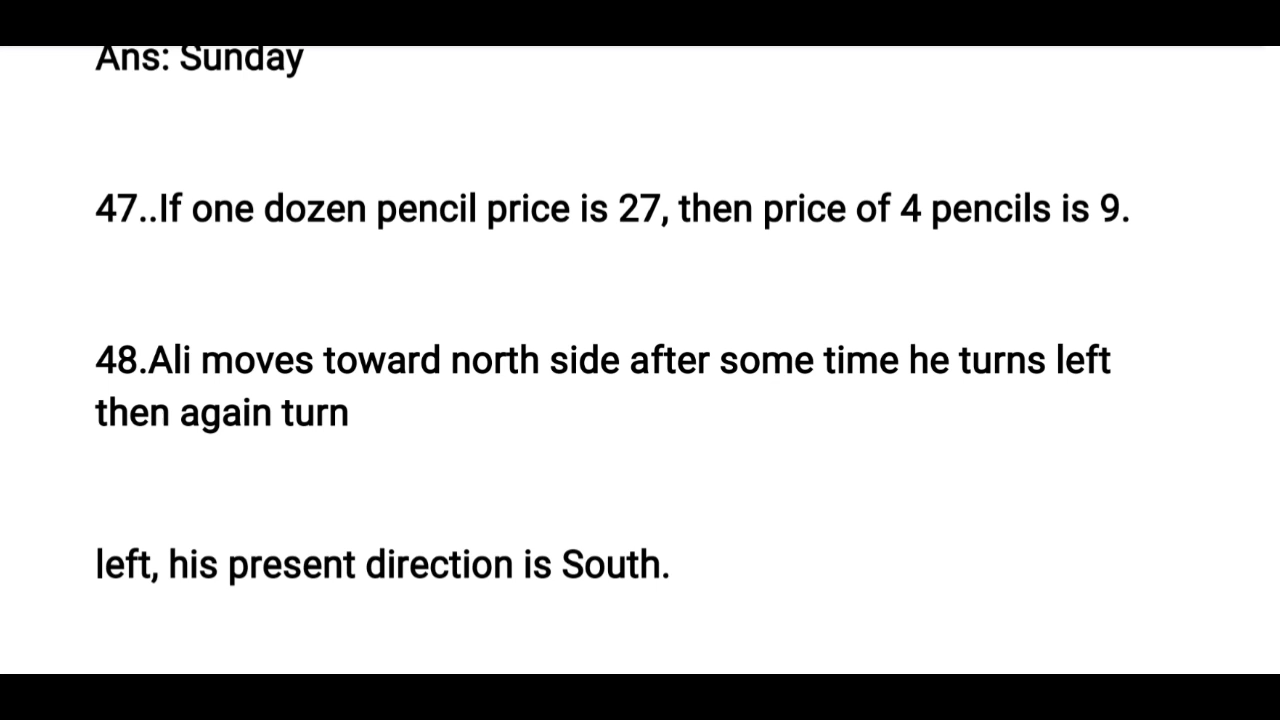 Ans: Sunday
47..If one dozen pencil price is 27, then price of 4 pencils is 9.
48.Ali moves toward north side after some time he turns left
then again turn
left, his present direction is South.